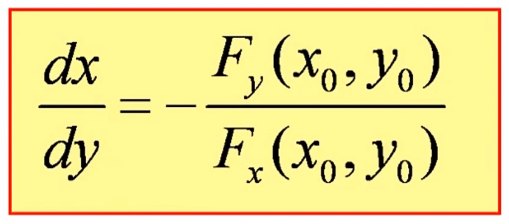 dx/dy = -F_y(x_0, y_0)/F_x(x_0, y_0)